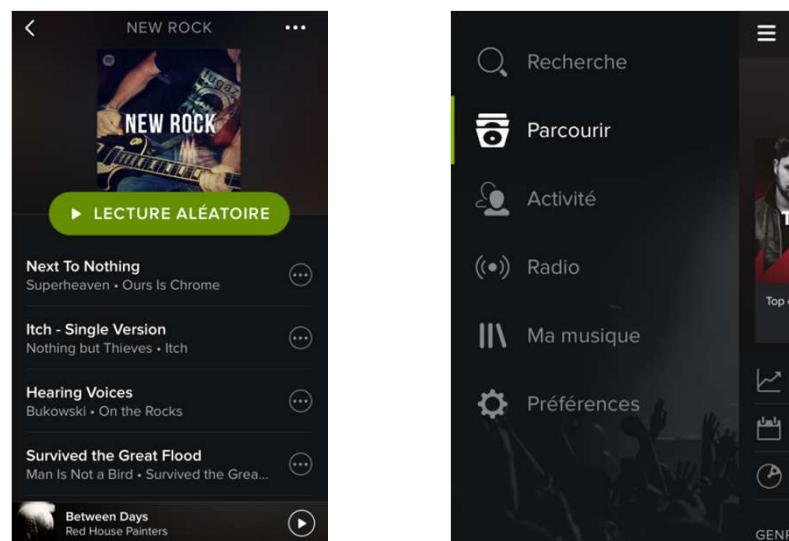 NEW ROCK
NEW ROCK
LECTURE ALÉATOIRE
Next To Nothing
Superheaven • Ours Is Chrome
Itch - Single Version
Nothing but Thieves • Itch
Hearing Voices
Bukowski • On the Rocks
Survived the Great Flood
Man Is Not a Bird • Survived the Grea...
Between Days
Red House Painters
Recherche
Parcourir
Activité
Radio
Ma musique
Préférences
T
Top
GENR